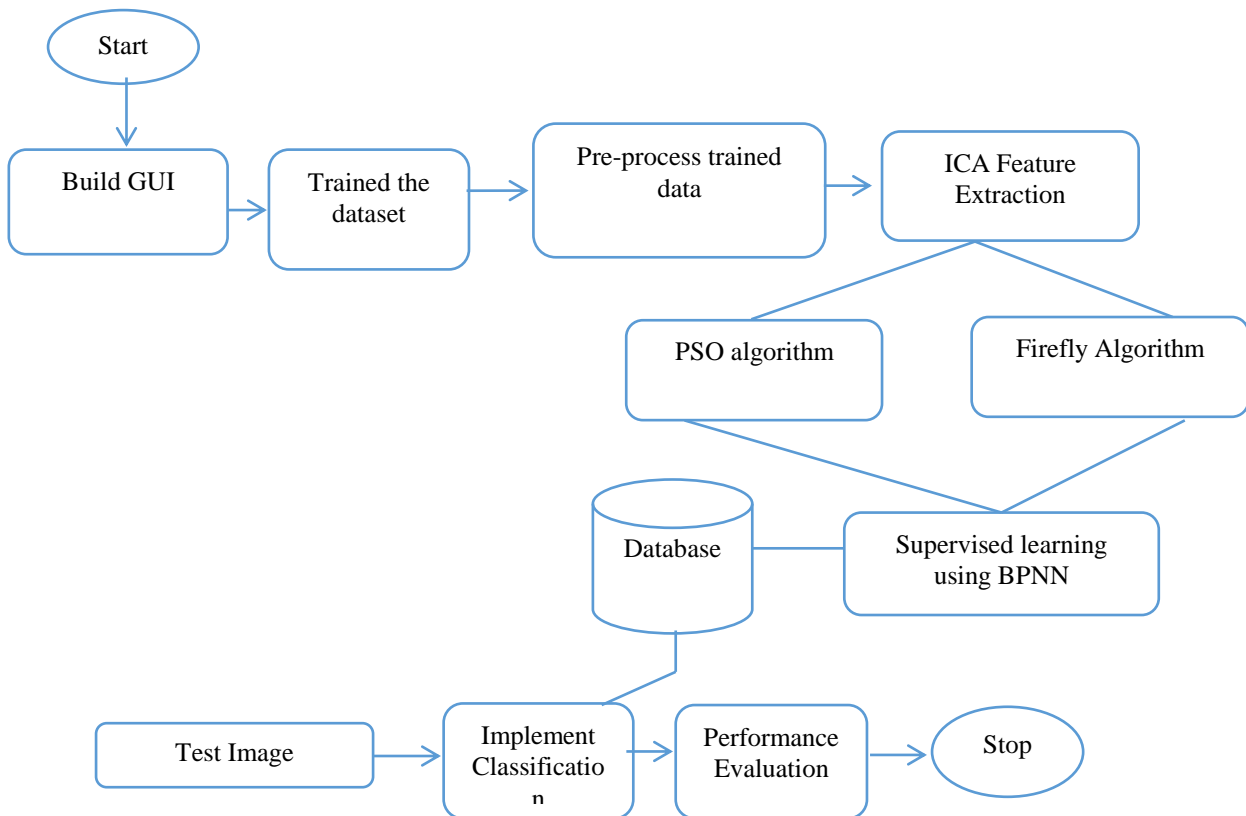 Start
Build GUI
Trained the
dataset
Pre-process trained
data
ICA Feature
Extraction
PSO algorithm
Firefly Algorithm
Database
Supervised learning
using BPNN
Test Image
Implement
Classificatio
n
Performance
Evaluation
Stop